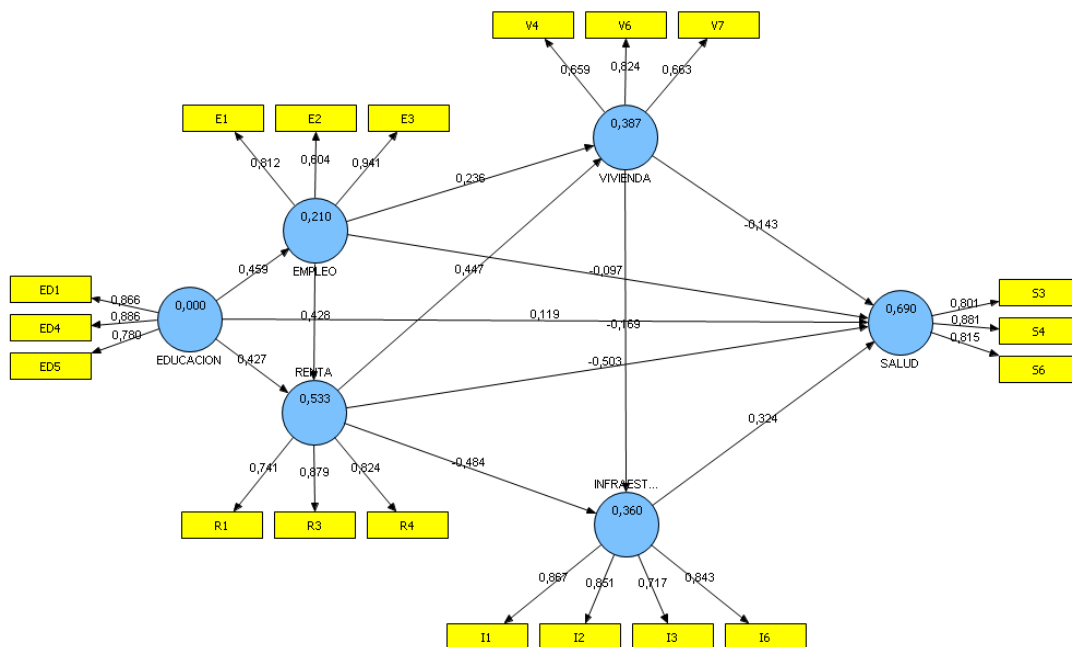 V4 V6 V7
0,659 0,824 0,663
0,387
VIVIENDA
E1 E2 E3
0,812 0,604 0,941
0,236
0,210
EMPLEO
-0,143
0,459
0,447
-0,097
ED1
0,866
ED4
0,886
ED5
0,780
0,000
EDUCACION
0,428
0,119
-0,169
0,690
SALUD
0,801
S3
0,881
S4
0,815
S6
0,427
RENTA
0,533
-0,503
0,324
0,741 0,879 0,824
-0,484
R1 R3 R4
INFRAEST...
0,360
0,867 0,851 0,717 0,843
I1 I2 I3 I6